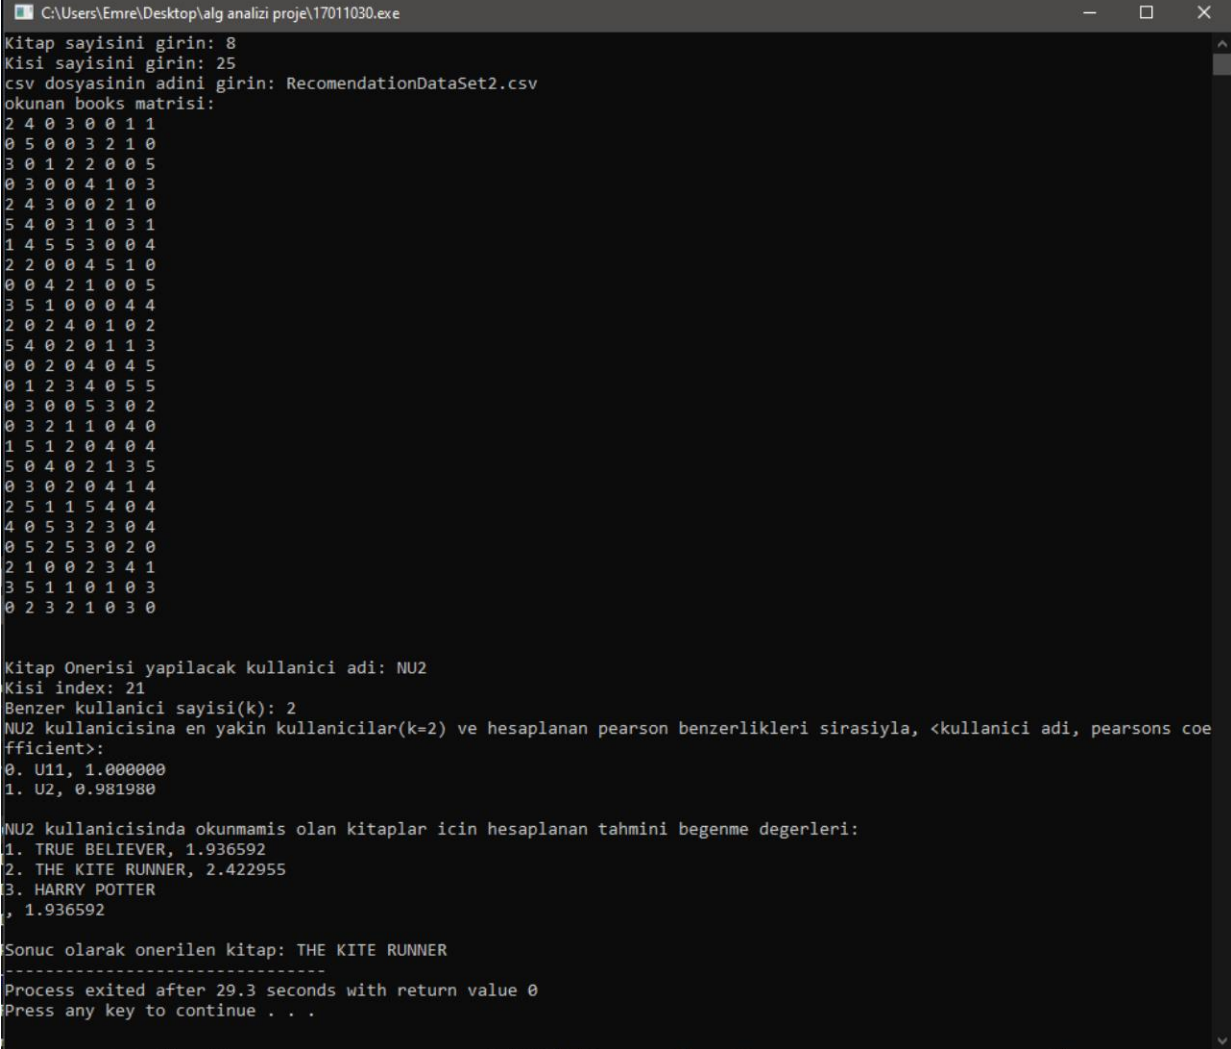 C:\Users\Emre\Desktop\alg analizi proje\17011030.exe
Kitap sayisini girin: 8
Kisi sayisini girin: 25
csv dosyasinin adini girin: RecomendationDataSet2.csv
okunan books matrisi:
2 4 0 3 0 0 1 1
0 5 0 0 3 2 1 0
3 0 1 2 2 0 0 5
0 3 0 0 4 1 0 3
2 4 3 0 0 2 1 0
5 4 0 3 1 0 3 1
1 4 5 5 3 0 0 4
2 2 0 0 4 5 1 0
0 0 4 2 1 0 0 5
3 5 1 0 0 0 4 4
2 0 2 4 0 1 0 2
5 4 0 2 0 1 1 3
0 0 2 0 4 0 4 5
0 1 2 3 4 0 5 5
0 3 0 0 5 3 0 2
0 3 2 1 1 0 4 0
1 5 1 2 0 4 0 4
5 0 4 0 2 1 3 5
0 3 0 2 0 4 1 4
2 5 1 1 5 4 0 4
4 0 5 3 2 3 0 4
0 5 2 5 3 0 2 0
2 1 0 0 2 3 4 1
3 5 1 1 0 1 0 3
0 2 3 2 1 0 3 0
Kitap Onerisi yapilacak kullanici adi: NU2
Kisi index: 21
Benzer kullanici sayisi(k): 2
NU2 kullanicisina en yakin kullanicilar(k=2) ve hesaplanan pearson benzerlikleri sirasiyla, <kullanici adi, pearsons coe
fficient>:
0. U11, 1.000000
1. U2, 0.981980
NU2 kullanicisinda okunmamis olan kitaplar icin hesaplanan tahmini begenme degerleri:
1. TRUE BELIEVER, 1.936592
2. THE KITE RUNNER, 2.422955
3. HARRY POTTER
, 1.936592
Sonuc olarak onerilen kitap: THE KITE RUNNER
--------------------------------
Process exited after 29.3 seconds with return value 0
Press any key to continue . . .